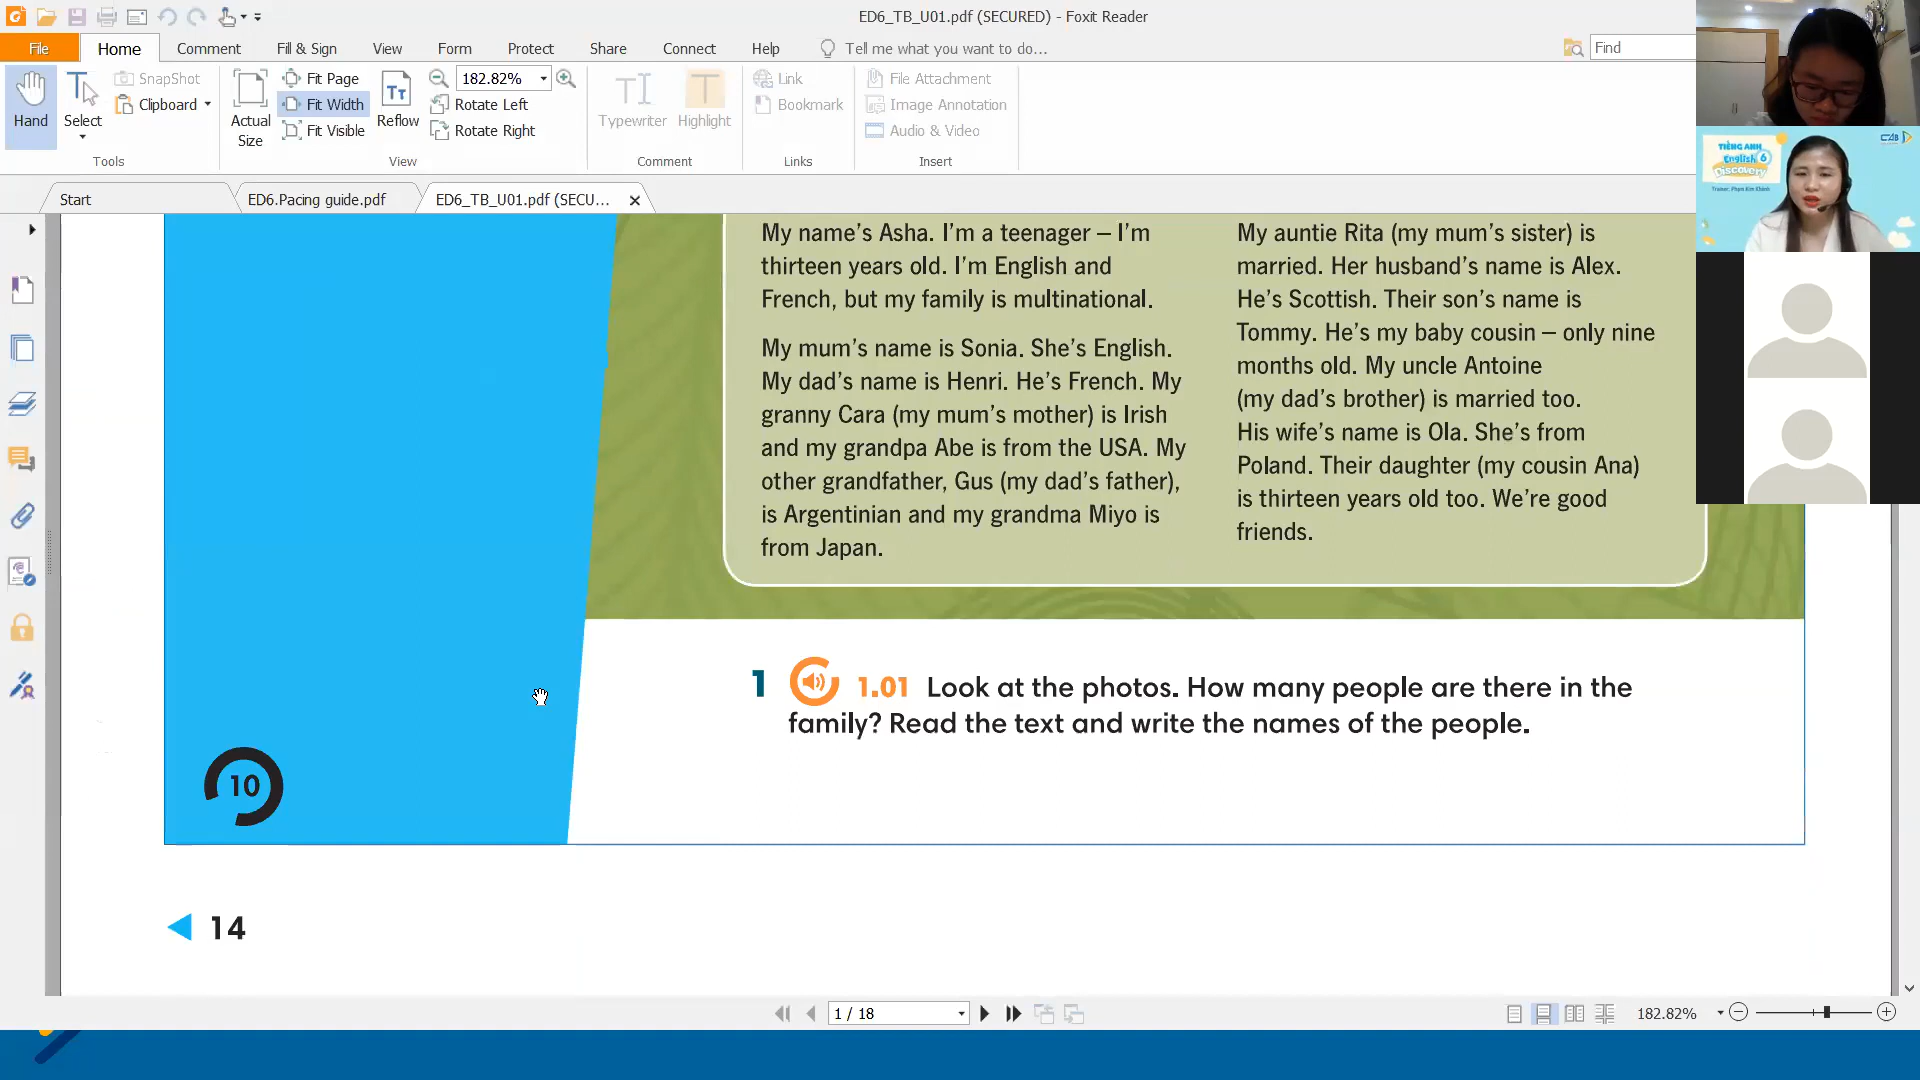 ED6_TB_U01.pdf (SECURED) - Foxit Reader
File Home Comment Fill & Sign View Form Protect Share Connect Help Tell me what you want to do... Find
Hand
Select
SnapShot
Clipboard
Tools
Actual Size
Fit Page
Fit Width
Fit Visible
Reflow
182.82%
Rotate Left
Rotate Right
View
Typewriter
Highlight
Comment
Link
Bookmark
Links
File Attachment
Image Annotation
Audio & Video
Insert
TIẾNG ANH
English 6
Discovery
Start
ED6.Pacing guide.pdf
ED6_TB_U01.pdf (SECU...
My name's Asha. I'm a teenager – I'm
thirteen years old. I'm English and
French, but my family is multinational.
My mum's name is Sonia. She's English.
My dad's name is Henri. He's French. My
granny Cara (my mum's mother) is Irish
and my grandpa Abe is from the USA. My
other grandfather, Gus (my dad's father),
is Argentinian and my grandma Miyo is
from Japan.
My auntie Rita (my mum's sister) is
married. Her husband's name is Alex.
He's Scottish. Their son's name is
Tommy. He's my baby cousin – only nine
months old. My uncle Antoine
(my dad's brother) is married too.
His wife's name is Ola. She's from
Poland. Their daughter (my cousin Ana)
is thirteen years old too. We're good
friends.
1 1.01 Look at the photos. How many people are there in the
family? Read the text and write the names of the people.
10
14
1 / 18
182.82%